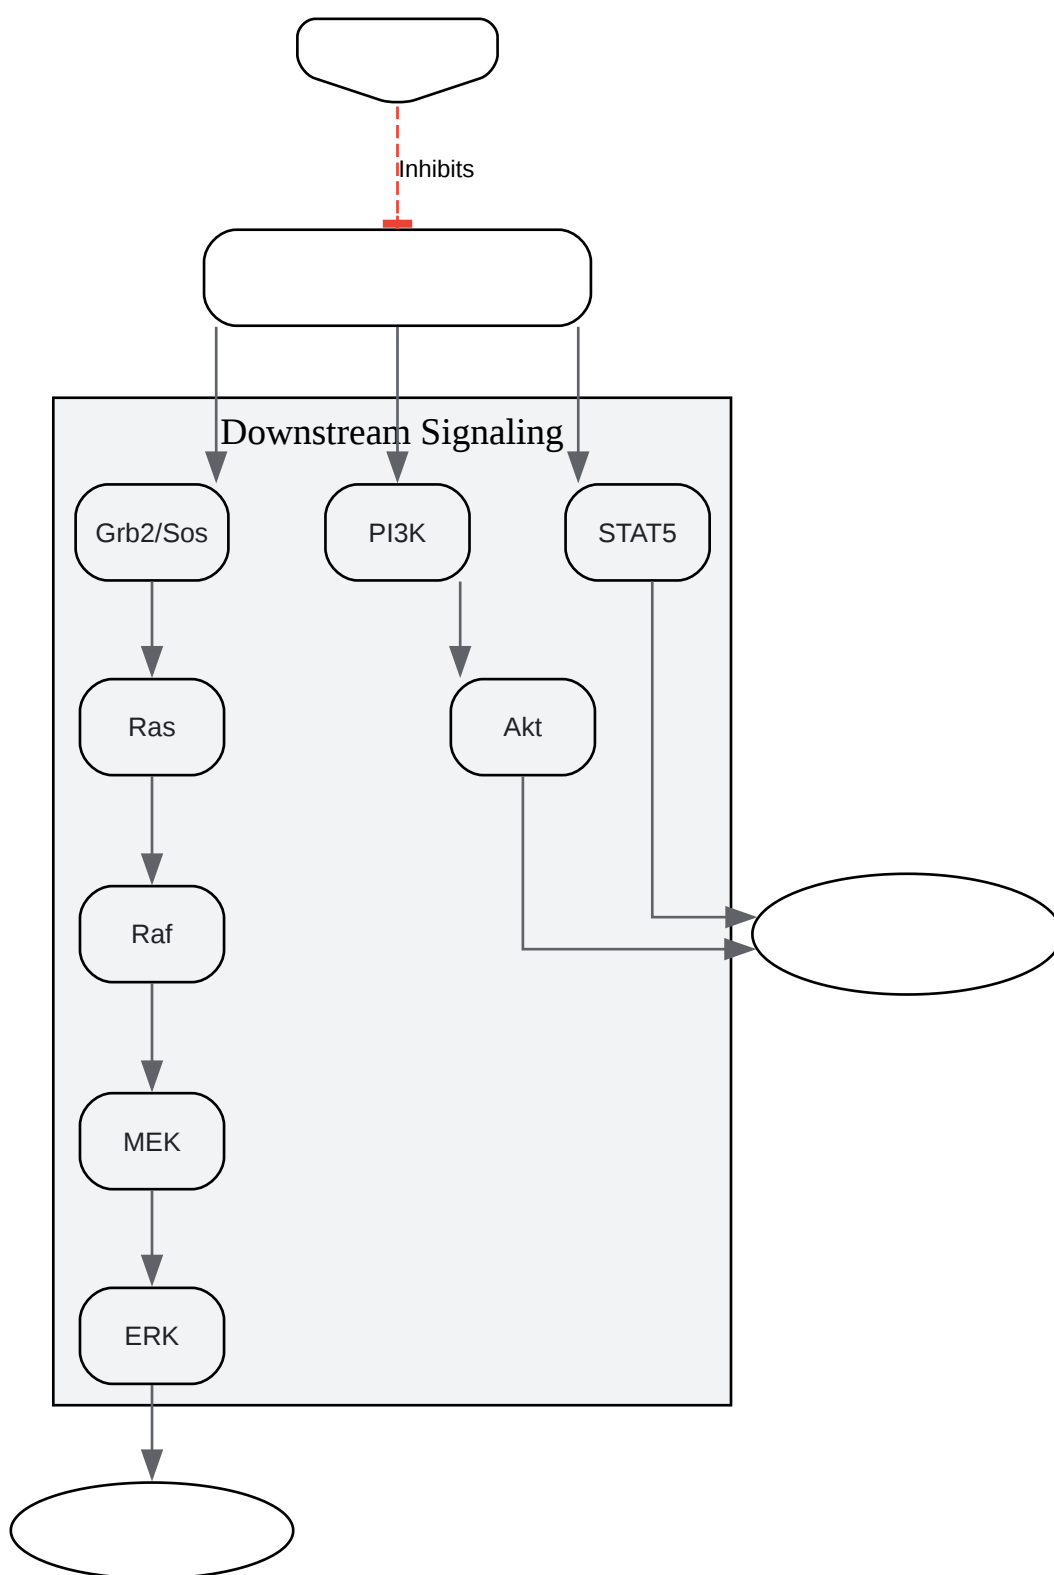 Inhibits
Downstream Signaling
Grb2/Sos
PI3K
STAT5
Ras
Akt
Raf
MEK
ERK